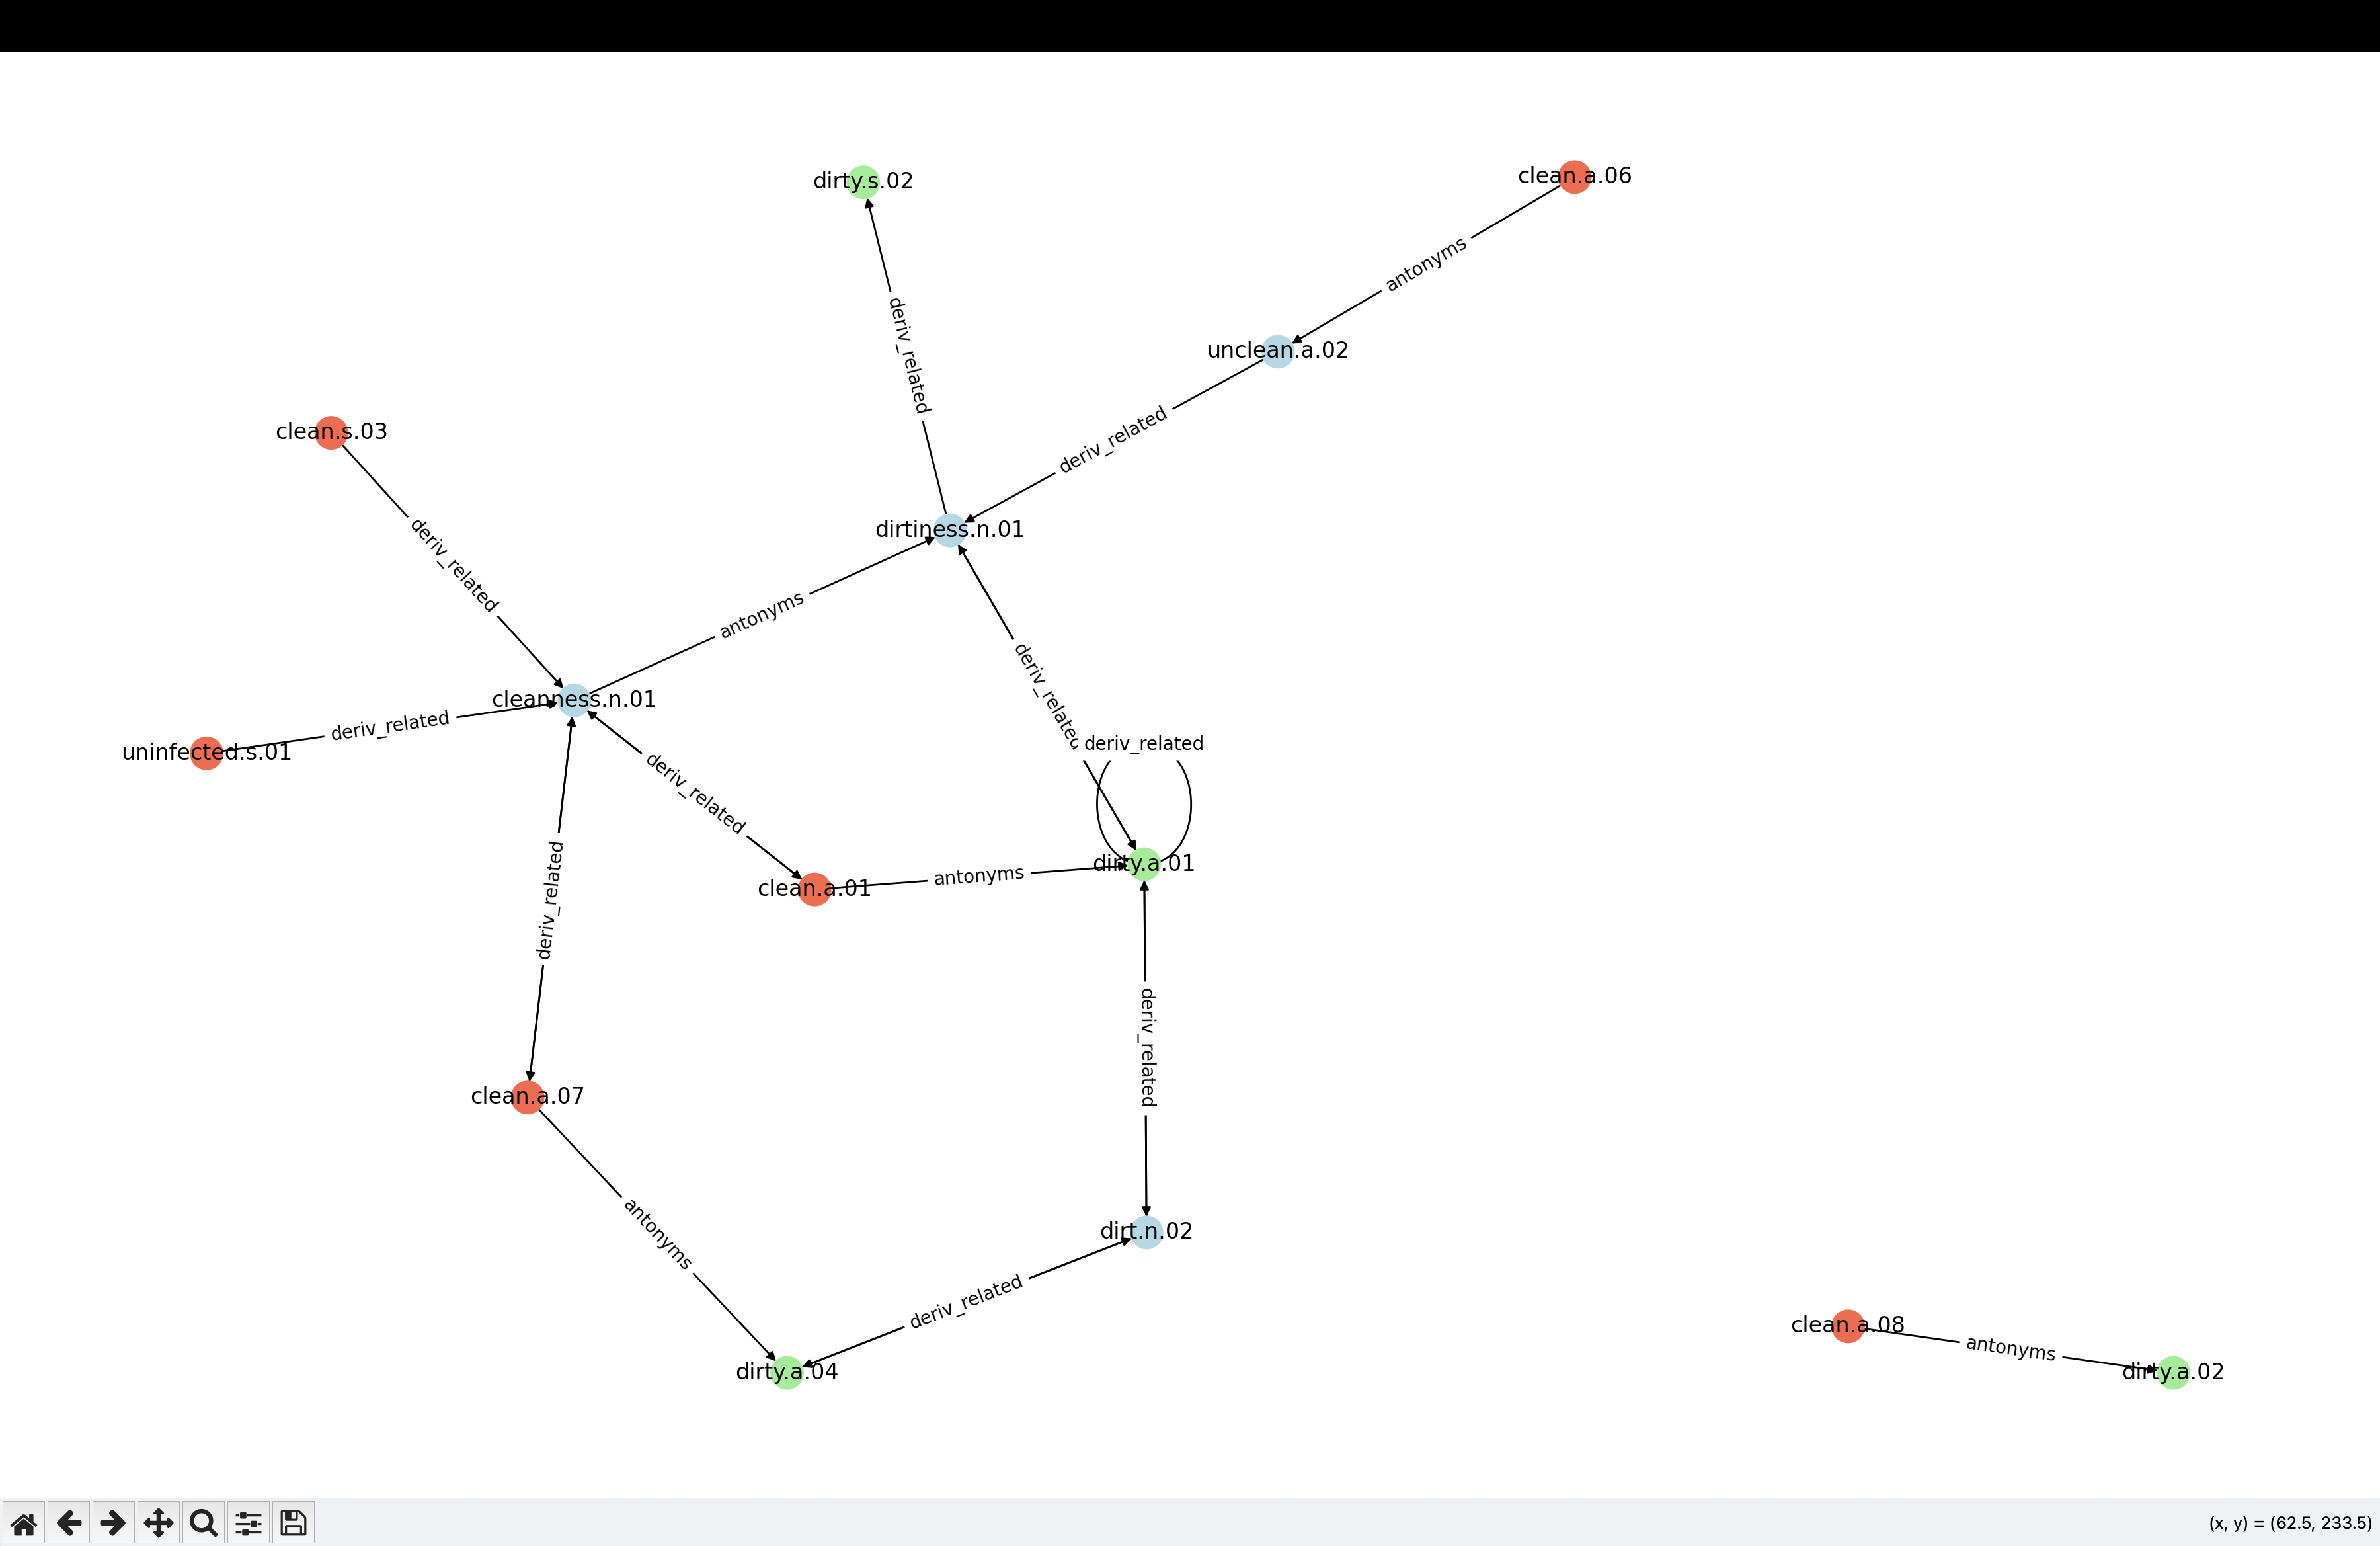 clean.a.06
dirty.s.02
antonyms
unclean.a.02
deriv_related
clean.s.03
deriv_related
dirtiness.n.01
deriv_related
antonyms
cleanness.n.01
deriv_related
uninfected.s.01
deriv_related
deriv_related
deriv_related
dirty.a.01
antonyms
clean.a.01
deriv_related
deriv_related
clean.a.07
antonyms
dirt.n.02
deriv_related
clean.a.08
antonyms
dirty.a.04
dirty.a.02
(x, y) = (62.5, 233.5)